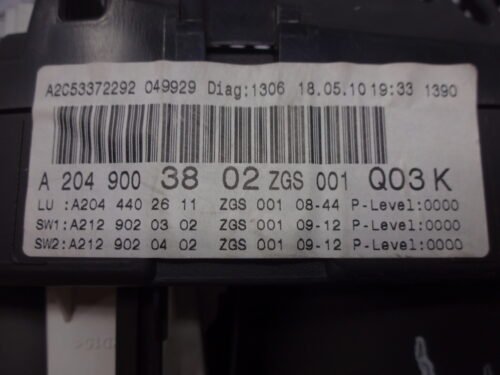 A2C53372292 049929 Diag:1306 18.05.10 19:33 1390
A 204 900 38 02 ZGS 001 Q03 K
LU :A204 440 26 11 ZGS 001 08-44 P-Level:0000
SW1:A212 902 03 02 ZGS 001 09-12 P-Level:0000
SW2:A212 902 04 02 ZGS 001 09-12 P-Level:0000